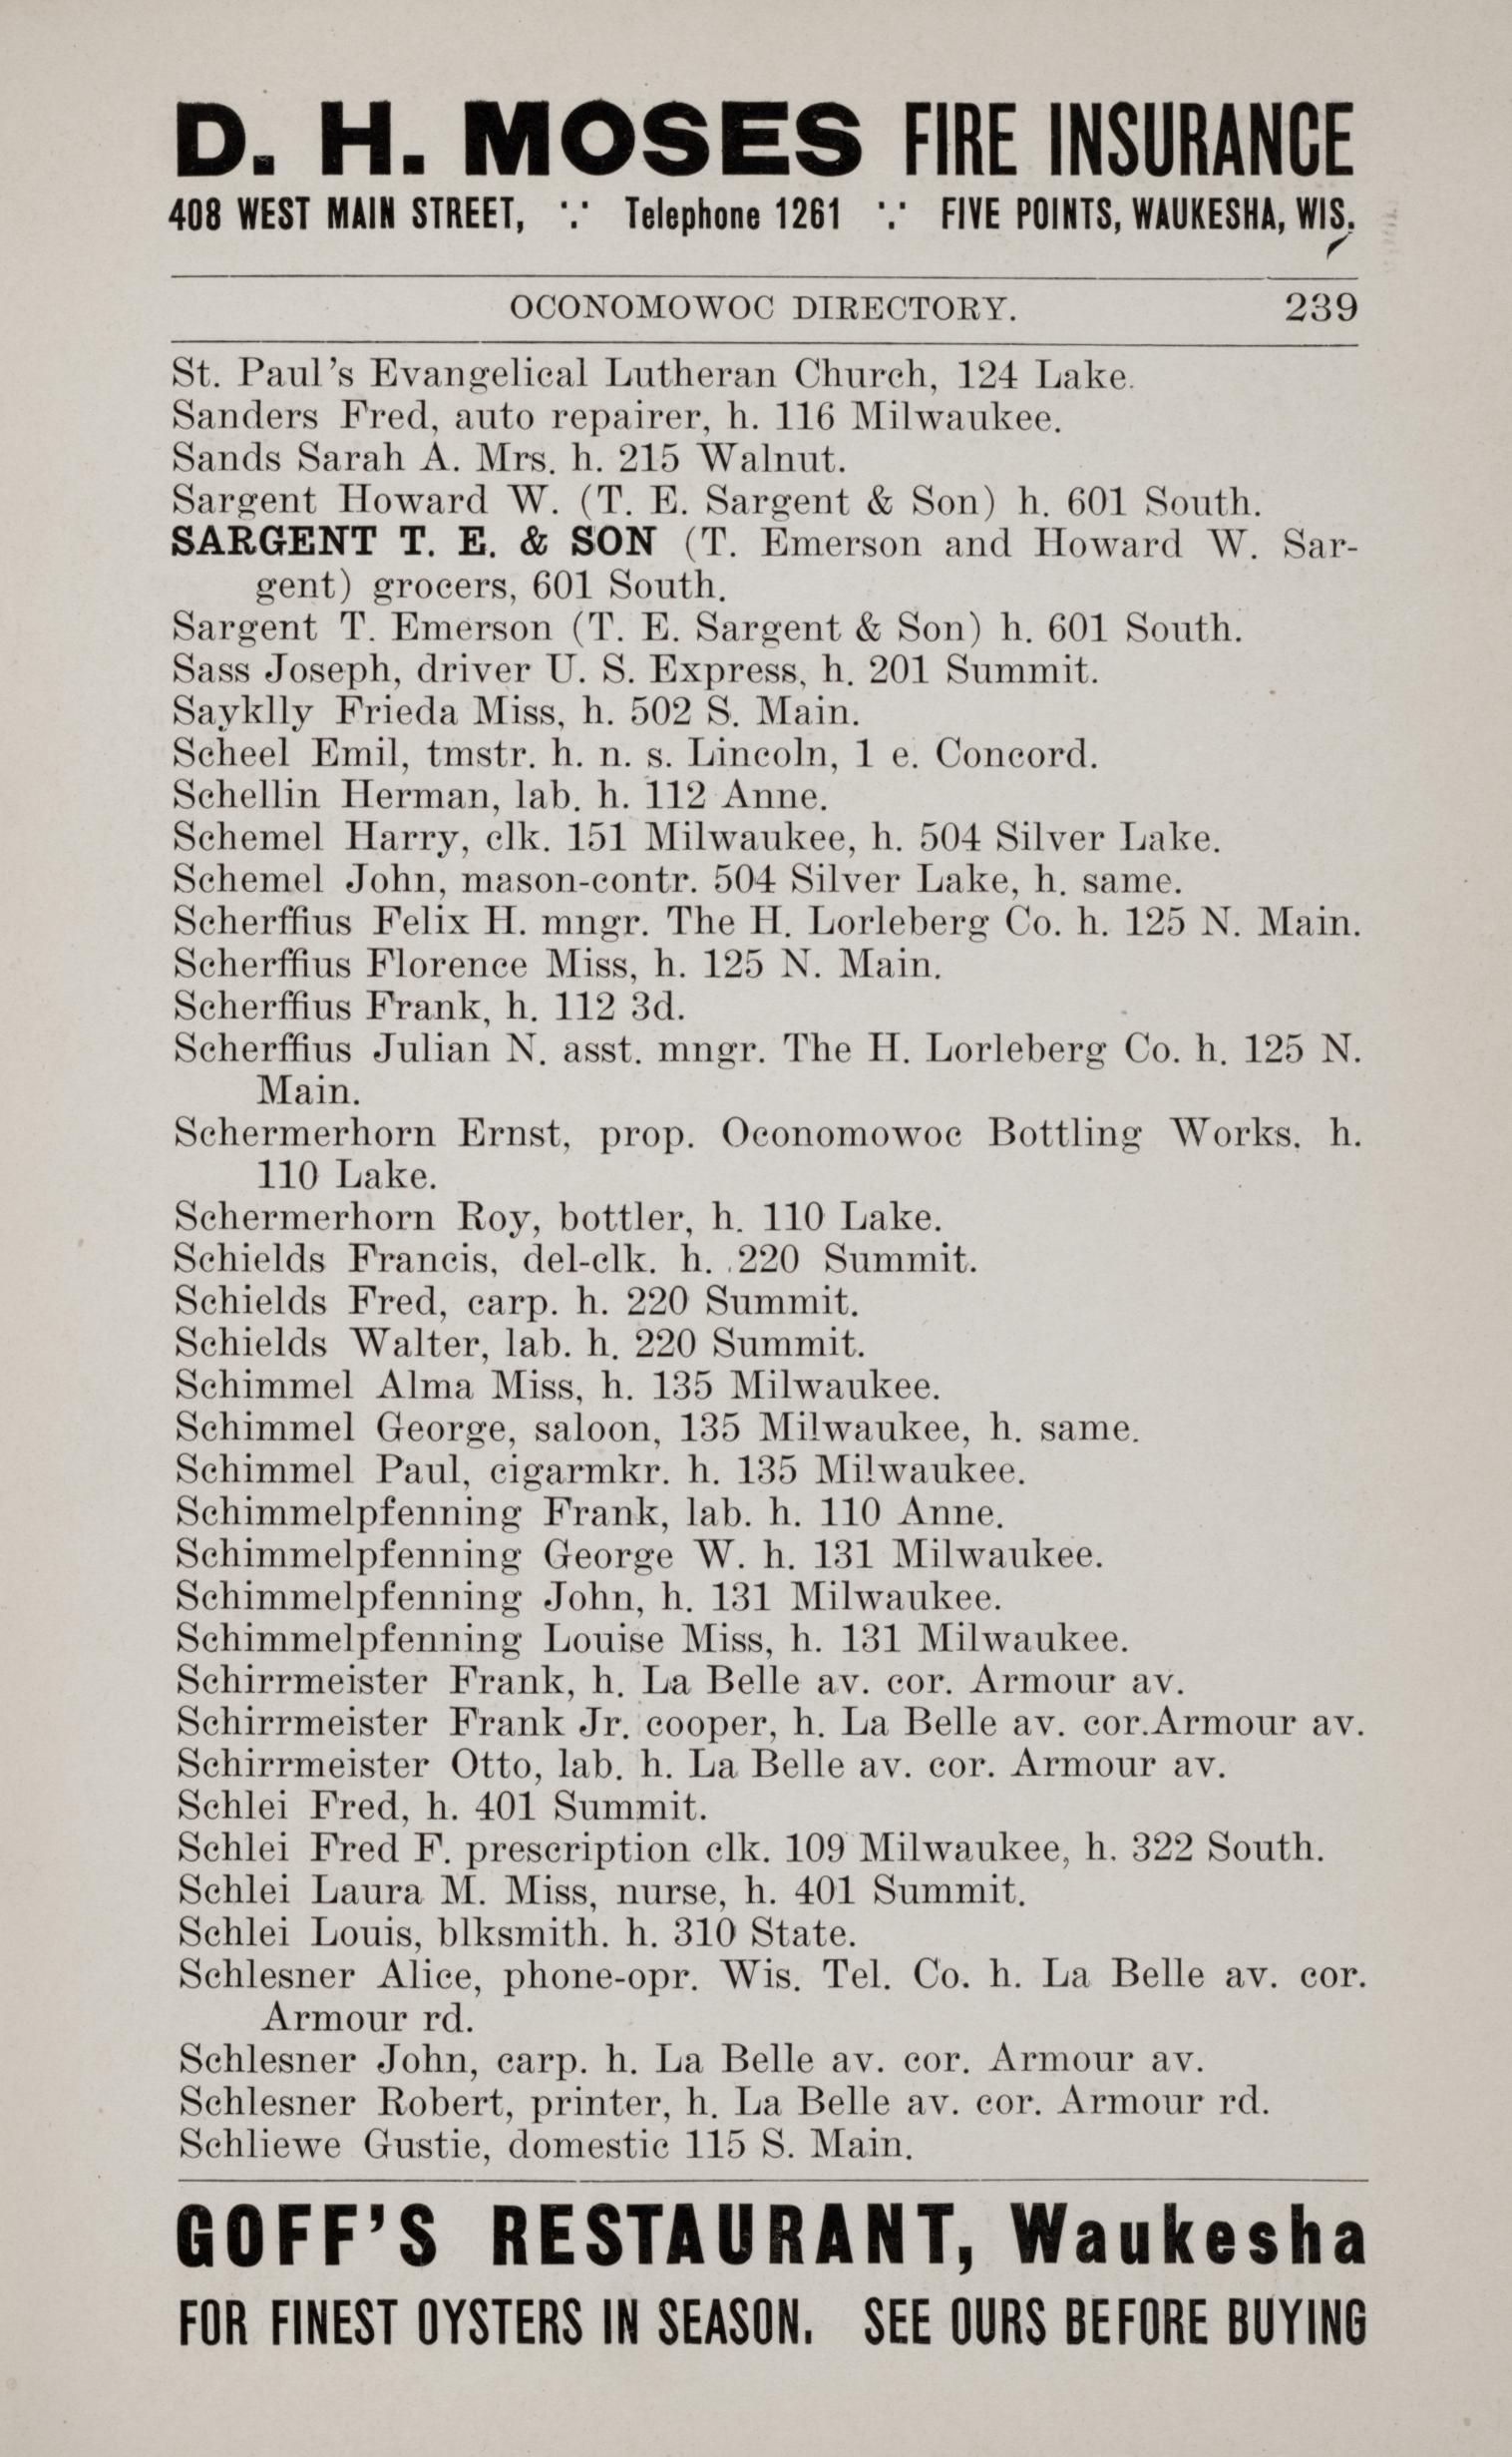 D. H. MOSES FIRE INSURANCE
408 WEST MAIN STREET, ∵ Telephone 1261 ∵ FIVE POINTS, WAUKESHA, WIS.
OCONOMOWOC DIRECTORY. 239
St. Paul's Evangelical Lutheran Church, 124 Lake.
Sanders Fred, auto repairer, h. 116 Milwaukee.
Sands Sarah A. Mrs. h. 215 Walnut.
Sargent Howard W. (T. E. Sargent & Son) h. 601 South.
SARGENT T. E. & SON (T. Emerson and Howard W. Sar-
gent) grocers, 601 South.
Sargent T. Emerson (T. E. Sargent & Son) h. 601 South.
Sass Joseph, driver U. S. Express, h. 201 Summit.
Sayklly Frieda Miss, h. 502 S. Main.
Scheel Emil, tmstr. h. n. s. Lincoln, 1 e. Concord.
Schellin Herman, lab. h. 112 Anne.
Schemel Harry, clk. 151 Milwaukee, h. 504 Silver Lake.
Schemel John, mason-contr. 504 Silver Lake, h. same.
Scherffius Felix H. mngr. The H. Lorleberg Co. h. 125 N. Main.
Scherffius Florence Miss, h. 125 N. Main.
Scherffius Frank, h. 112 3d.
Scherffius Julian N. asst. mngr. The H. Lorleberg Co. h. 125 N.
Main.
Schermerhorn Ernst, prop. Oconomowoc Bottling Works. h.
110 Lake.
Schermerhorn Roy, bottler, h. 110 Lake.
Schields Francis, del-clk. h. 220 Summit.
Schields Fred, carp. h. 220 Summit.
Schields Walter, lab. h. 220 Summit.
Schimmel Alma Miss, h. 135 Milwaukee.
Schimmel George, saloon, 135 Milwaukee, h. same.
Schimmel Paul, cigarmkr. h. 135 Milwaukee.
Schimmelpfenning Frank, lab. h. 110 Anne.
Schimmelpfenning George W. h. 131 Milwaukee.
Schimmelpfenning John, h. 131 Milwaukee.
Schimmelpfenning Louise Miss, h. 131 Milwaukee.
Schirrmeister Frank, h. La Belle av. cor. Armour av.
Schirrmeister Frank Jr. cooper, h. La Belle av. cor.Armour av.
Schirrmeister Otto, lab. h. La Belle av. cor. Armour av.
Schlei Fred, h. 401 Summit.
Schlei Fred F. prescription clk. 109 Milwaukee, h. 322 South.
Schlei Laura M. Miss, nurse, h. 401 Summit.
Schlei Louis, blksmith. h. 310 State.
Schlesner Alice, phone-opr. Wis. Tel. Co. h. La Belle av. cor.
Armour rd.
Schlesner John, carp. h. La Belle av. cor. Armour av.
Schlesner Robert, printer, h. La Belle av. cor. Armour rd.
Schliewe Gustie, domestic 115 S. Main.
GOFF'S RESTAURANT, Waukesha
FOR FINEST OYSTERS IN SEASON. SEE OURS BEFORE BUYING